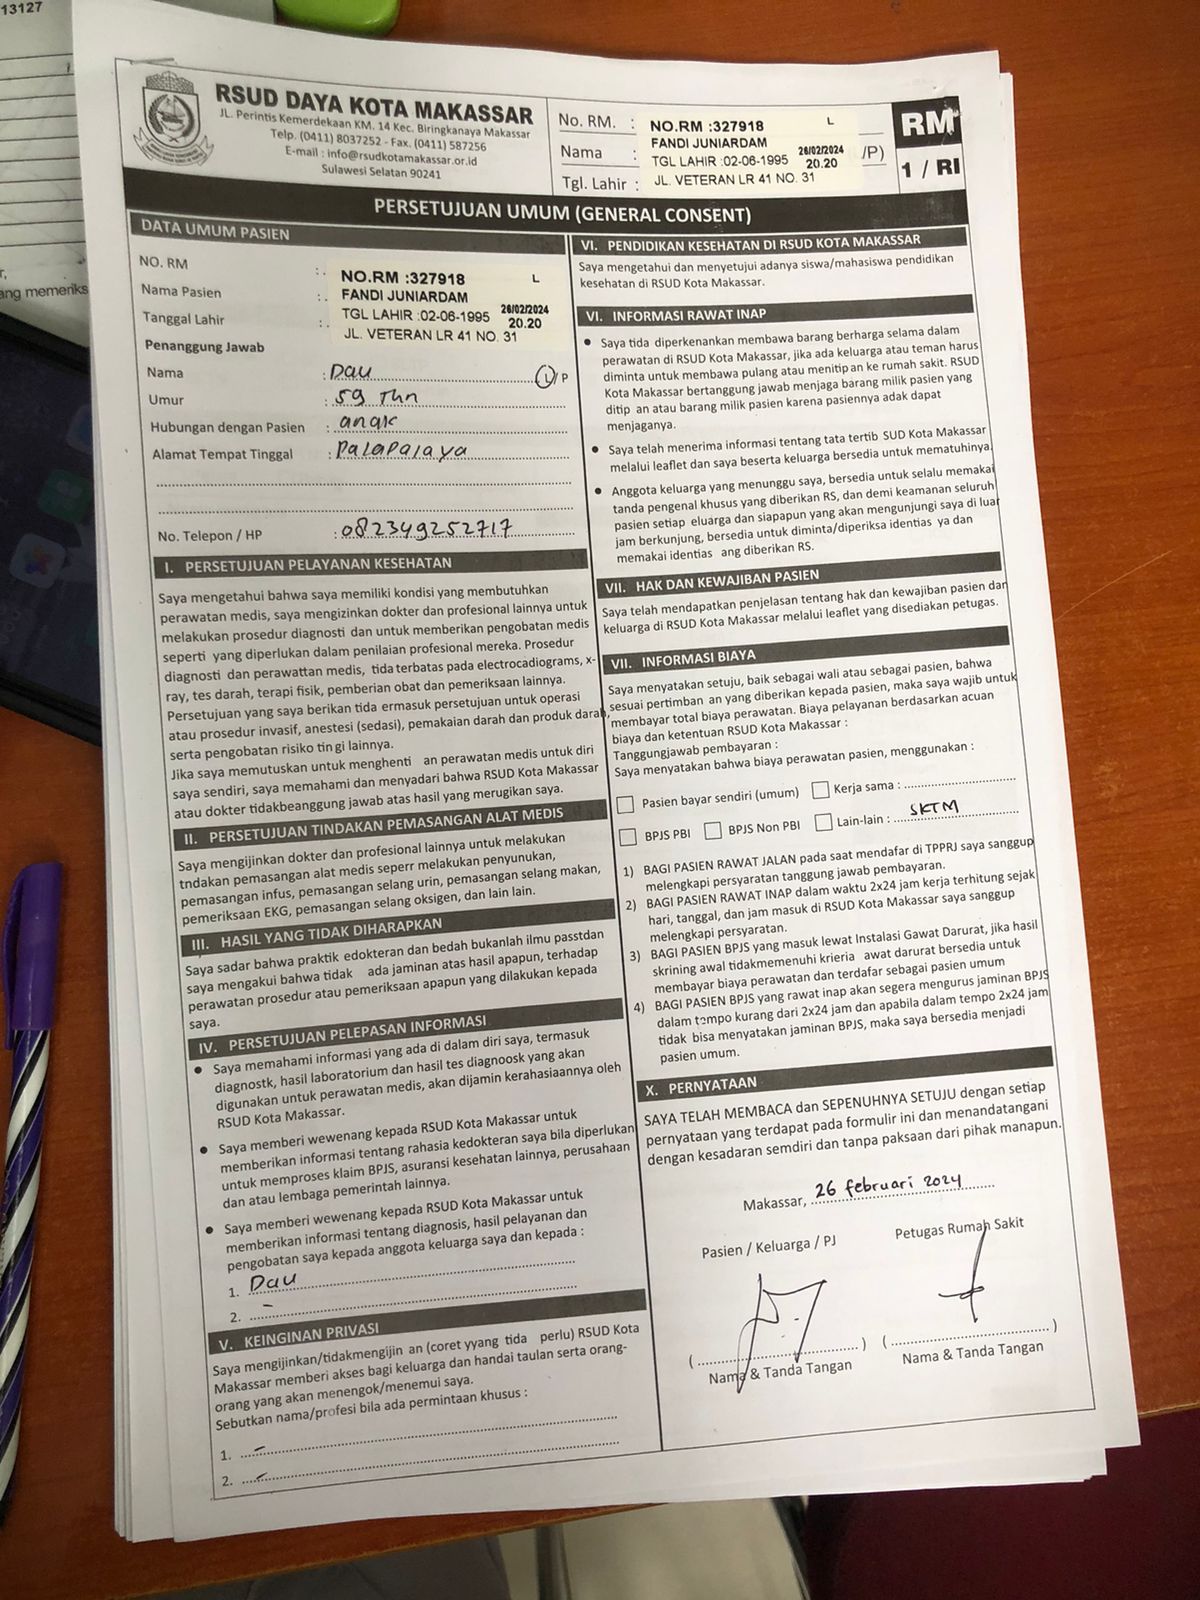 13127
ang memeriks
RSUD DAYA KOTA MAKASSAR
JL. Perintis Kemerdekaan KM. 14 Kec. Biringkanaya Makassar
Telp. (0411) 8037252 - Fax. (0411) 587256
E-mail : info@rsudkotamakassar.or.id
Sulawesi Selatan 90241
No. RM. :
Nama :
Tgl. Lahir :
NO.RM :327918 L
FANDI JUNIARDAM
TGL LAHIR :02-06-1995 26/02/2024 20.20
JL. VETERAN LR 41 NO. 31
/P)
RM
1 / RI
PERSETUJUAN UMUM (GENERAL CONSENT)
DATA UMUM PASIEN
NO. RM :
Nama Pasien :
Tanggal Lahir :
NO.RM :327918 L
FANDI JUNIARDAM
TGL LAHIR :02-06-1995 26/02/2024 20.20
JL. VETERAN LR 41 NO. 31
Penanggung Jawab
Nama : Dau L/P
Umur : 59 Thn
Hubungan dengan Pasien : anak
Alamat Tempat Tinggal : Palapalaya
No. Telepon / HP : 082349252717
I. PERSETUJUAN PELAYANAN KESEHATAN
Saya mengetahui bahwa saya memiliki kondisi yang membutuhkan
perawatan medis, saya mengizinkan dokter dan profesional lainnya untuk
melakukan prosedur diagnosti dan untuk memberikan pengobatan medis
seperti yang diperlukan dalam penilaian profesional mereka. Prosedur
diagnosti dan perawattan medis, tida terbatas pada electrocadiograms, x-
ray, tes darah, terapi fisik, pemberian obat dan pemeriksaan lainnya.
Persetujuan yang saya berikan tida ermasuk persetujuan untuk operasi
atau prosedur invasif, anestesi (sedasi), pemakaian darah dan produk darah,
serta pengobatan risiko tin gi lainnya.
Jika saya memutuskan untuk menghenti an perawatan medis untuk diri
saya sendiri, saya memahami dan menyadari bahwa RSUD Kota Makassar
atau dokter tidakbeanggung jawab atas hasil yang merugikan saya.
II. PERSETUJUAN TINDAKAN PEMASANGAN ALAT MEDIS
Saya mengijinkan dokter dan profesional lainnya untuk melakukan
tndakan pemasangan alat medis seperr melakukan penyunukan,
pemasangan infus, pemasangan selang urin, pemasangan selang makan,
pemeriksaan EKG, pemasangan selang oksigen, dan lain lain.
III. HASIL YANG TIDAK DIHARAPKAN
Saya sadar bahwa praktik edokteran dan bedah bukanlah ilmu passtdan
saya mengakui bahwa tidak ada jaminan atas hasil apapun, terhadap
perawatan prosedur atau pemeriksaan apapun yang dilakukan kepada
saya.
IV. PERSETUJUAN PELEPASAN INFORMASI
• Saya memahami informasi yang ada di dalam diri saya, termasuk
diagnostk, hasil laboratorium dan hasil tes diagnoosk yang akan
digunakan untuk perawatan medis, akan dijamin kerahasiaannya oleh
RSUD Kota Makassar.
• Saya memberi wewenang kepada RSUD Kota Makassar untuk
memberikan informasi tentang rahasia kedokteran saya bila diperlukan
untuk memproses klaim BPJS, asuransi kesehatan lainnya, perusahaan
dan atau lembaga pemerintah lainnya.
• Saya memberi wewenang kepada RSUD Kota Makassar untuk
memberikan informasi tentang diagnosis, hasil pelayanan dan
pengobatan saya kepada anggota keluarga saya dan kepada :
1. Dau
2. -
V. KEINGINAN PRIVASI
Saya mengijinkan/tidakmengijin an (coret yyang tida perlu) RSUD Kota
Makassar memberi akses bagi keluarga dan handai taulan serta orang-
orang yang akan menengok/menemui saya.
Sebutkan nama/profesi bila ada permintaan khusus :
1. -
2. -
VI. PENDIDIKAN KESEHATAN DI RSUD KOTA MAKASSAR
Saya mengetahui dan menyetujui adanya siswa/mahasiswa pendidikan
kesehatan di RSUD Kota Makassar.
VI. INFORMASI RAWAT INAP
• Saya tida diperkenankan membawa barang berharga selama dalam
perawatan di RSUD Kota Makassar, jika ada keluarga atau teman harus
diminta untuk membawa pulang atau menitip an ke rumah sakit. RSUD
Kota Makassar bertanggung jawab menjaga barang milik pasien yang
ditip an atau barang milik pasien karena pasiennya adak dapat
menjaganya.
• Saya telah menerima informasi tentang tata tertib SUD Kota Makassar
melalui leaflet dan saya beserta keluarga bersedia untuk mematuhinya.
• Anggota keluarga yang menunggu saya, bersedia untuk selalu memakai
tanda pengenal khusus yang diberikan RS, dan demi keamanan seluruh
pasien setiap eluarga dan siapapun yang akan mengunjungi saya di luar
jam berkunjung, bersedia untuk diminta/diperiksa identias ya dan
memakai identias ang diberikan RS.
VII. HAK DAN KEWAJIBAN PASIEN
Saya telah mendapatkan penjelasan tentang hak dan kewajiban pasien dan
keluarga di RSUD Kota Makassar melalui leaflet yang disediakan petugas.
VII. INFORMASI BIAYA
Saya menyatakan setuju, baik sebagai wali atau sebagai pasien, bahwa
sesuai pertimban an yang diberikan kepada pasien, maka saya wajib untuk
membayar total biaya perawatan. Biaya pelayanan berdasarkan acuan
biaya dan ketentuan RSUD Kota Makassar :
Tanggungjawab pembayaran :
Saya menyatakan bahwa biaya perawatan pasien, menggunakan :
Pasien bayar sendiri (umum) Kerja sama :
BPJS PBI BPJS Non PBI Lain-lain : SKTM
1) BAGI PASIEN RAWAT JALAN pada saat mendafar di TPPRJ saya sanggup
melengkapi persyaratan tanggung jawab pembayaran.
2) BAGI PASIEN RAWAT INAP dalam waktu 2x24 jam kerja terhitung sejak
hari, tanggal, dan jam masuk di RSUD Kota Makassar saya sanggup
melengkapi persyaratan.
3) BAGI PASIEN BPJS yang masuk lewat Instalasi Gawat Darurat, jika hasil
skrining awal tidakmemenuhi krieria awat darurat bersedia untuk
membayar biaya perawatan dan terdafar sebagai pasien umum
4) BAGI PASIEN BPJS yang rawat inap akan segera mengurus jaminan BPJS
dalam tempo kurang dari 2x24 jam dan apabila dalam tempo 2x24 jam
tidak bisa menyatakan jaminan BPJS, maka saya bersedia menjadi
pasien umum.
X. PERNYATAAN
SAYA TELAH MEMBACA dan SEPENUHNYA SETUJU dengan setiap
pernyataan yang terdapat pada formulir ini dan menandatangani
dengan kesadaran semdiri dan tanpa paksaan dari pihak manapun.
Makassar, 26 februari 2024
Pasien / Keluarga / PJ Petugas Rumah Sakit
(..............) (..............)
Nama & Tanda Tangan Nama & Tanda Tangan